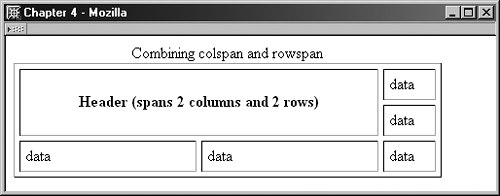 Chapter 4 - Mozilla
Combining colspan and rowspan
Header (spans 2 columns and 2 rows)
data
data
data
data
data